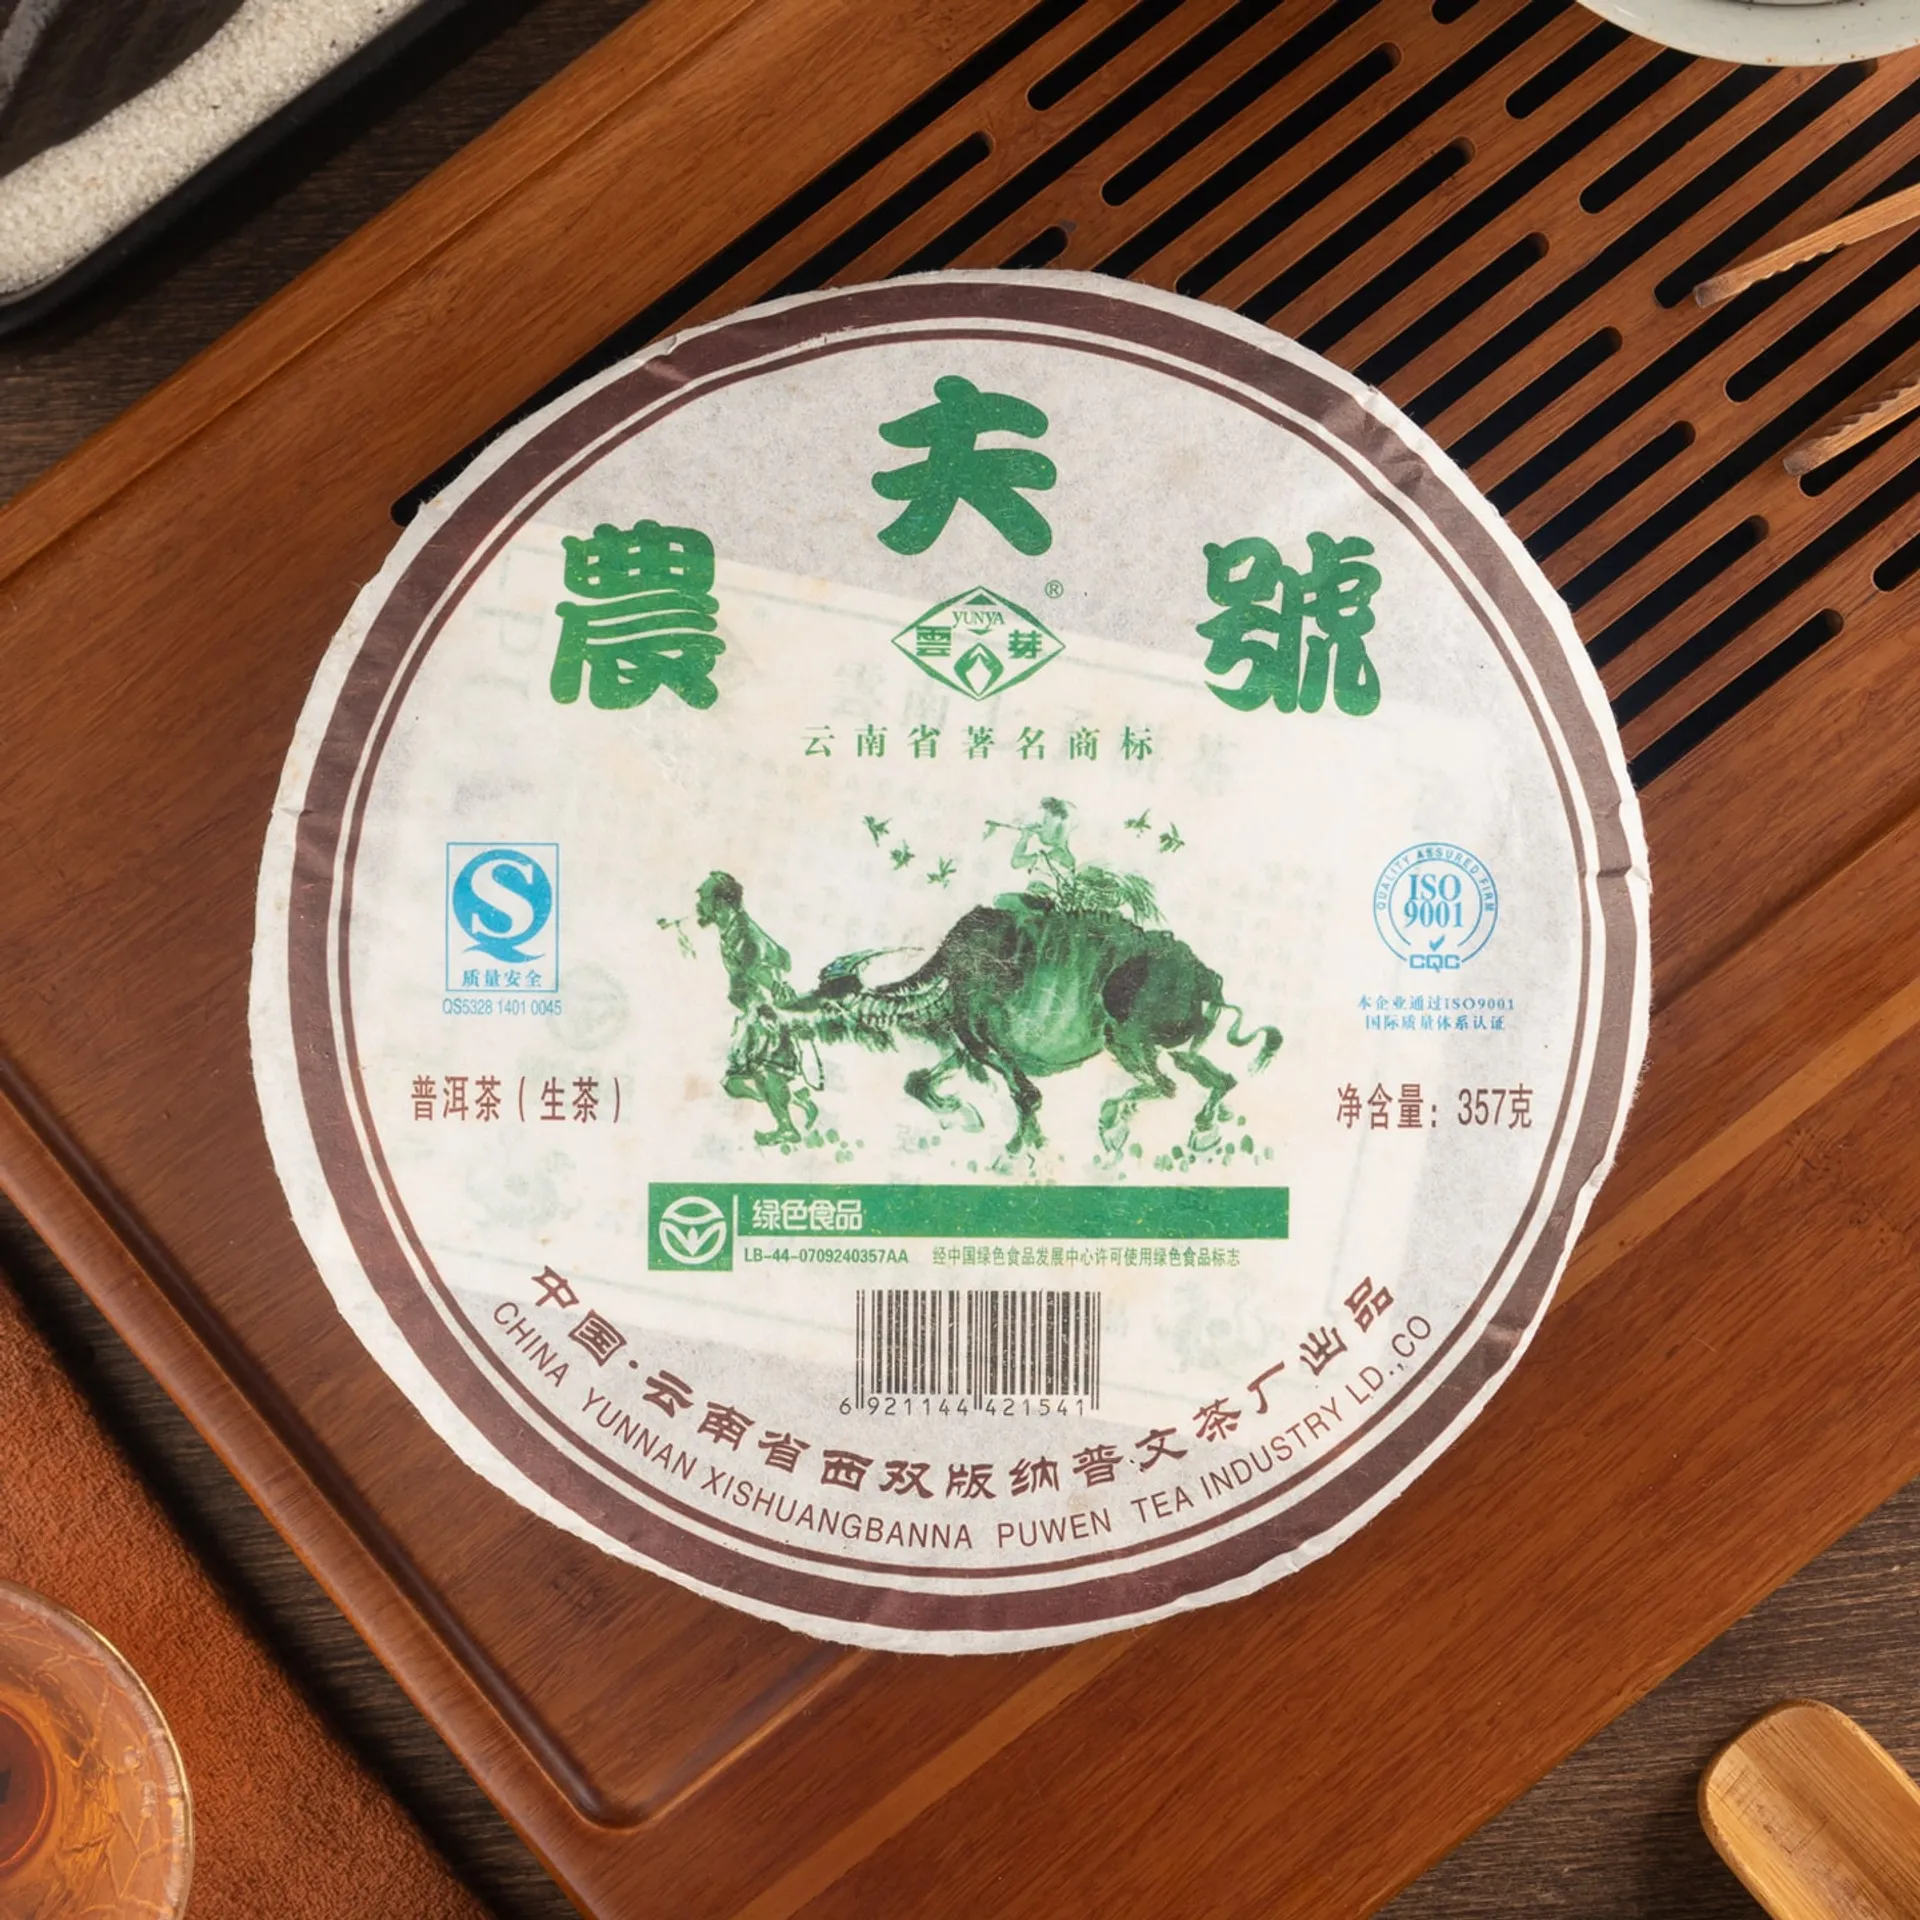 農夫號
YUNYA
雲芽
®
云南省著名商标
质量安全
QS5328 1401 0045
QUALITY ASSURED FIRM
ISO
9001
CQC
本企业通过ISO9001
国际质量体系认证
普洱茶(生茶)
净含量:357克
绿色食品
LB-44-0709240357AA 经中国绿色食品发展中心许可使用绿色食品标志
6 921144 421541
中国·云南省西双版纳普文茶厂出品
CHINA YUNNAN XISHUANGBANNA PUWEN TEA INDUSTRY LD.,CO